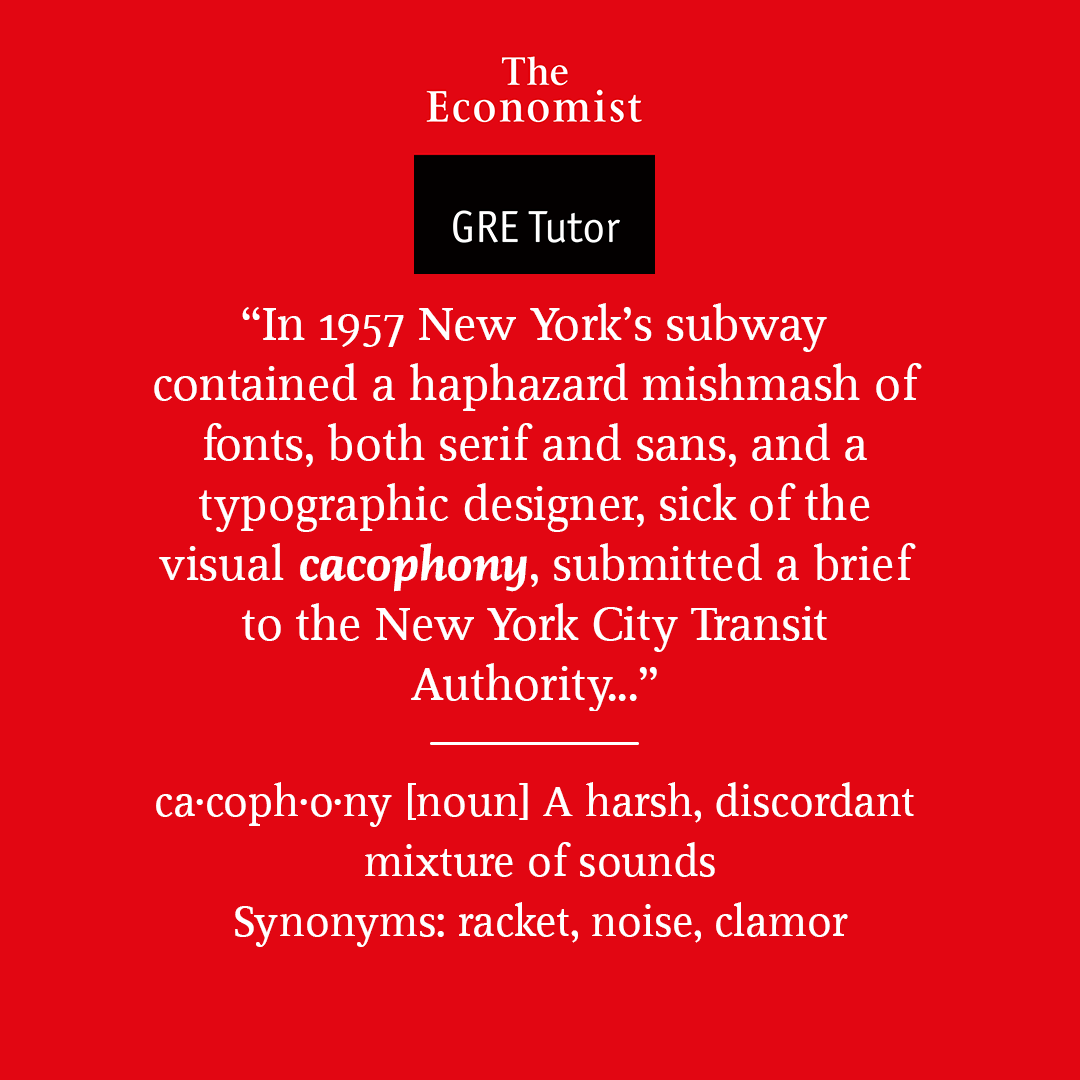 The
Economist
GRE Tutor
“In 1957 New York’s subway
contained a haphazard mishmash of
fonts, both serif and sans, and a
typographic designer, sick of the
visual cacophony, submitted a brief
to the New York City Transit
Authority...”
ca·coph·o·ny [noun] A harsh, discordant
mixture of sounds
Synonyms: racket, noise, clamor